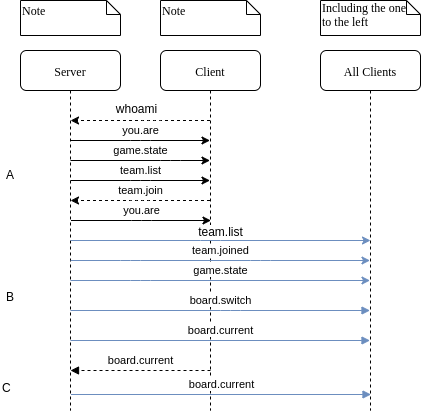 Note
Note
Including the one
to the left
Server
Client
All Clients
whoami
you.are
game.state
team.list
A
team.join
you.are
team.list
team.joined
game.state
B
board.switch
board.current
board.current
C
board.current